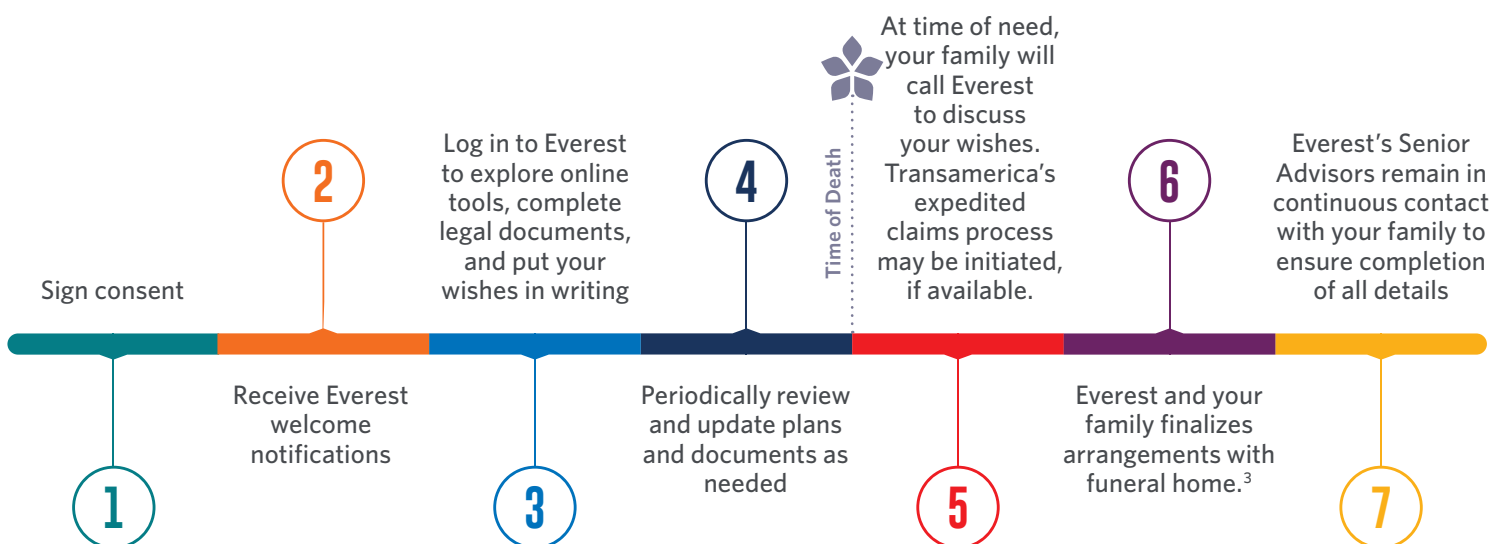 1
Sign consent
2
Receive Everest
welcome
notifications
3
Log in to Everest
to explore online
tools, complete
legal documents,
and put your
wishes in writing
4
Periodically review
and update plans
and documents as
needed
Time of Death
5
At time of need,
your family will
call Everest
to discuss
your wishes.
Transamerica’s
expedited
claims process
may be initiated,
if available.
6
Everest and your
family finalizes
arrangements with
funeral home.³
7
Everest’s Senior
Advisors remain in
continuous contact
with your family to
ensure completion
of all details